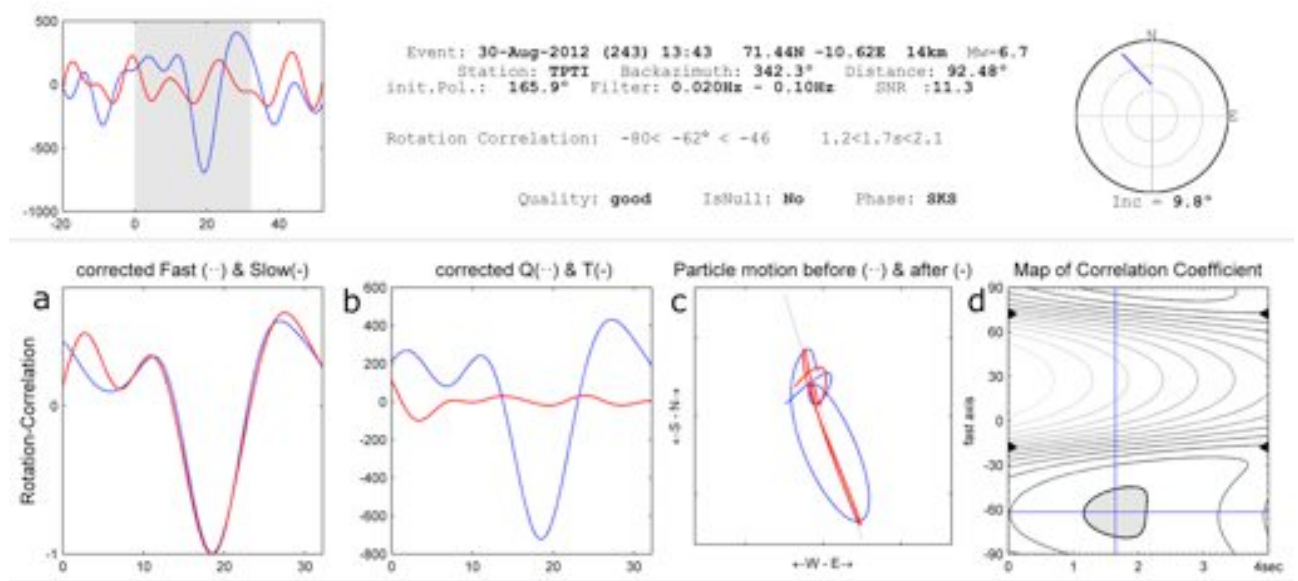 500
0
-500
-1000
-20 0 20 40
Event: 30-Aug-2012 (243) 13:43 71.44N -10.62E 14km Mw=6.7
Station: TPTI Backazimuth: 342.3° Distance: 92.48°
init.Pol.: 165.9° Filter: 0.020Hz - 0.10Hz SNR :11.3
Rotation Correlation: -80< -62° < -46 1.2<1.7s<2.1
Quality: good IsNull: No Phase: SKS
N
E
Inc = 9.8°
corrected Fast (··) & Slow(-)
a
Rotation-Correlation
0
-1
0 10 20 30
corrected Q(··) & T(-)
b
600
400
200
0
-200
-400
-600
-800
0 10 20 30
Particle motion before (··) & after (-)
c
←S - N→
←W - E→
Map of Correlation Coefficient
d
fast axis
90
60
30
0
-30
-60
-90
0 1 2 3 4sec